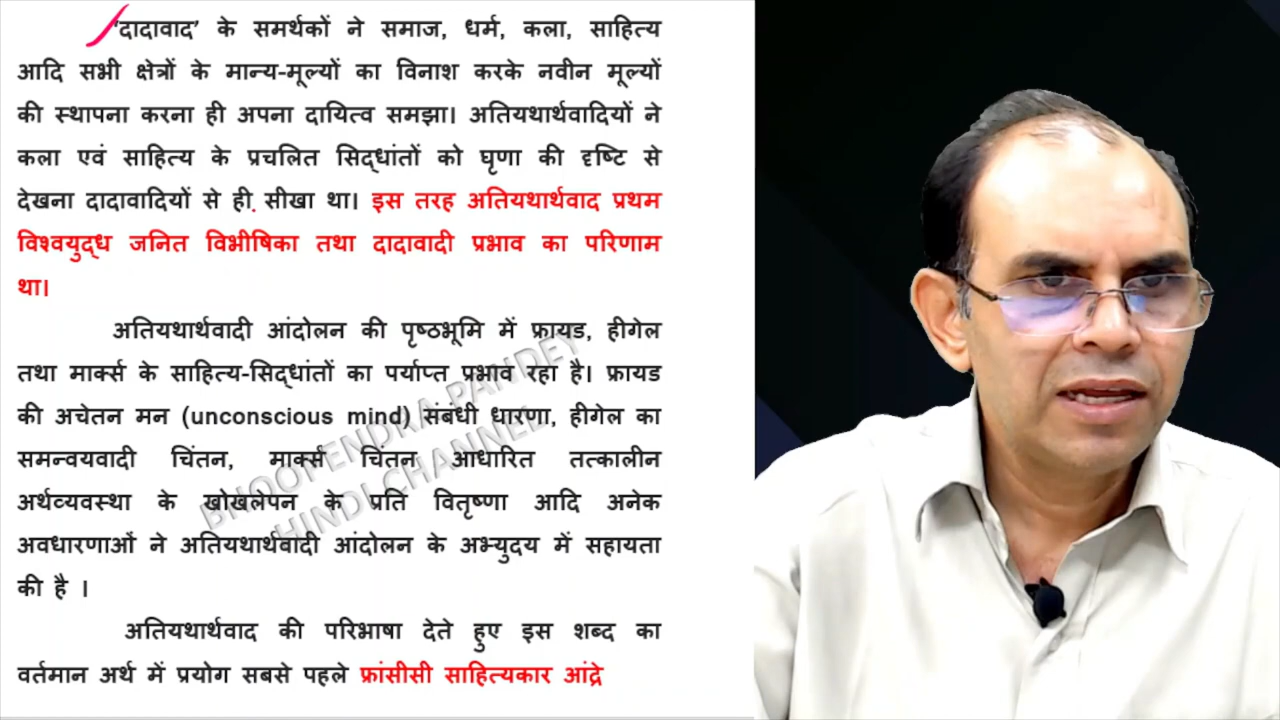 'दादावाद' के समर्थकों ने समाज, धर्म, कला, साहित्य
आदि सभी क्षेत्रों के मान्य-मूल्यों का विनाश करके नवीन मूल्यों
की स्थापना करना ही अपना दायित्व समझा। अतियथार्थवादियों ने
कला एवं साहित्य के प्रचलित सिद्धांतों को घृणा की दृष्टि से
देखना दादावादियों से ही सीखा था। इस तरह अतियथार्थवाद प्रथम
विश्वयुद्ध जनित विभीषिका तथा दादावादी प्रभाव का परिणाम
था।
अतियथार्थवादी आंदोलन की पृष्ठभूमि में फ्रायड, हीगेल
तथा मार्क्स के साहित्य-सिद्धांतों का पर्याप्त प्रभाव रहा है। फ्रायड
की अचेतन मन (unconscious mind) संबंधी धारणा, हीगेल का
समन्वयवादी चिंतन, मार्क्स चिंतन आधारित तत्कालीन
अर्थव्यवस्था के खोखलेपन के प्रति वितृष्णा आदि अनेक
अवधारणाओं ने अतियथार्थवादी आंदोलन के अभ्युदय में सहायता
की है ।
अतियथार्थवाद की परिभाषा देते हुए इस शब्द का
वर्तमान अर्थ में प्रयोग सबसे पहले फ्रांसीसी साहित्यकार आंद्रे
BHOOPENDRA PANDEY
HINDI CHANNEL